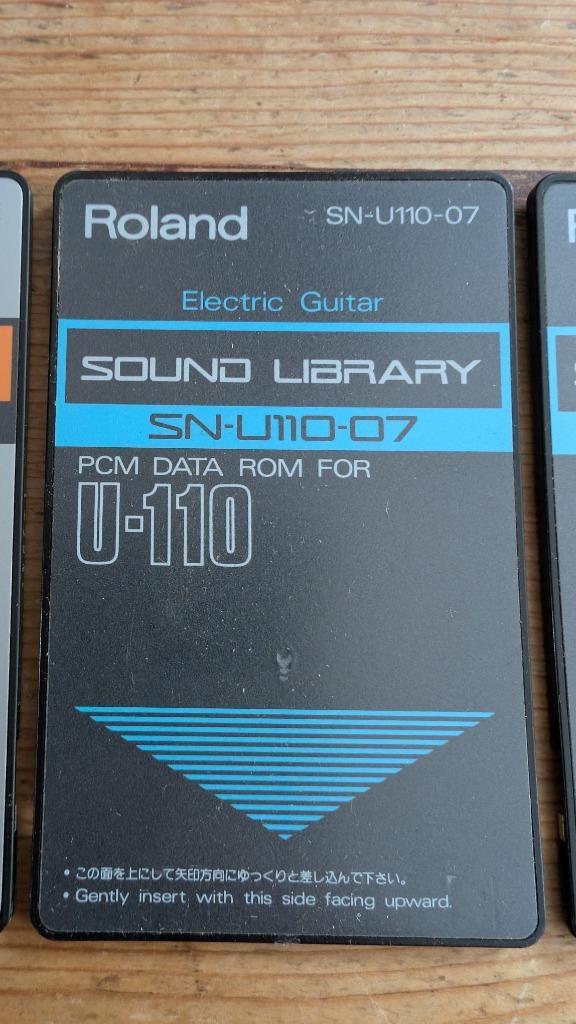 Roland SN-U110-07
Electric Guitar
SOUND LIBRARY
SN-U110-07
PCM DATA ROM FOR
U-110
• この面を上にして矢印方向にゆっくりと差し込んで下さい。
• Gently insert with this side facing upward.